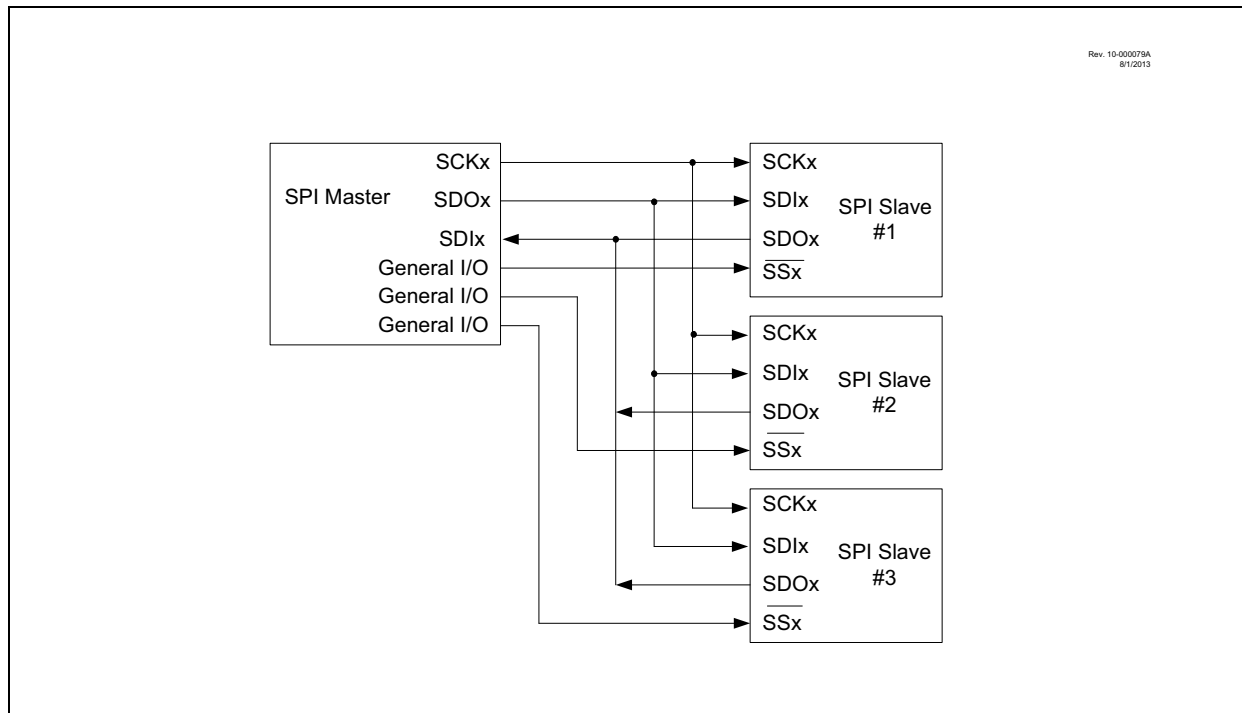 Rev. 10-000079A
8/1/2013
SPI Master
SCKx
SDOx
SDIx
General I/O
General I/O
General I/O
SCKx
SDIx
SDOx
SSx
SPI Slave
#1
SCKx
SDIx
SDOx
SSx
SPI Slave
#2
SCKx
SDIx
SDOx
SSx
SPI Slave
#3